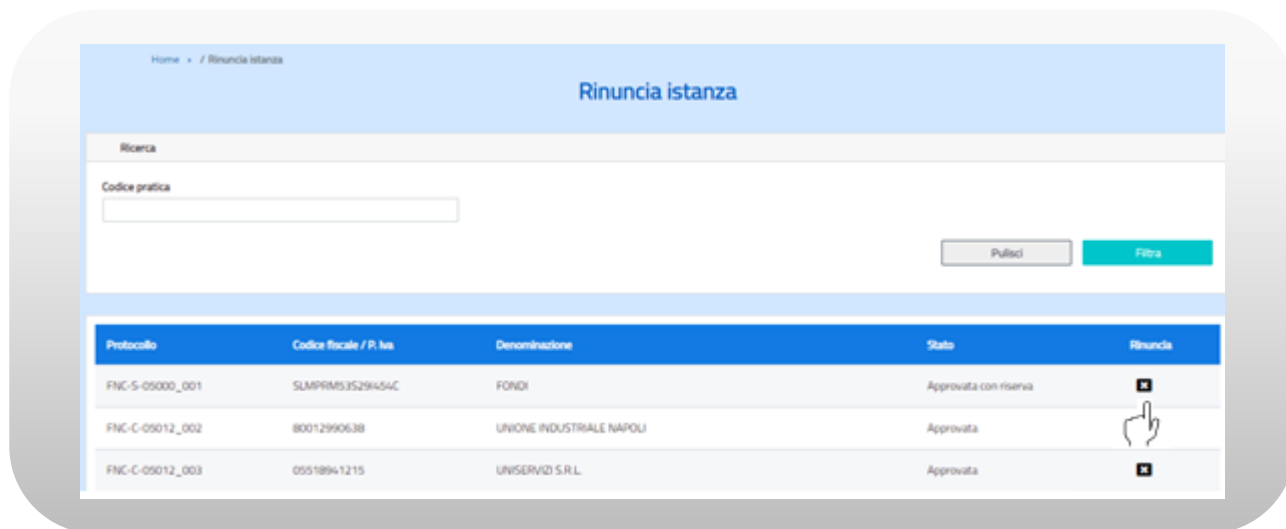 Home / Rinuncia istanza
Rinuncia istanza
Ricerca
Codice pratica
Pulisci Filtra
Protocollo Codice fiscale / P. Iva Denominazione Stato Rinuncia
FNC-S-05000_001 FONDI Approvata con riserva
FNC-C-05012_002 80012990638 UNIONE INDUSTRIALE NAPOLI Approvata
FNC-C-05012_003 05518941215 UNISERVIZI S.R.L. Approvata